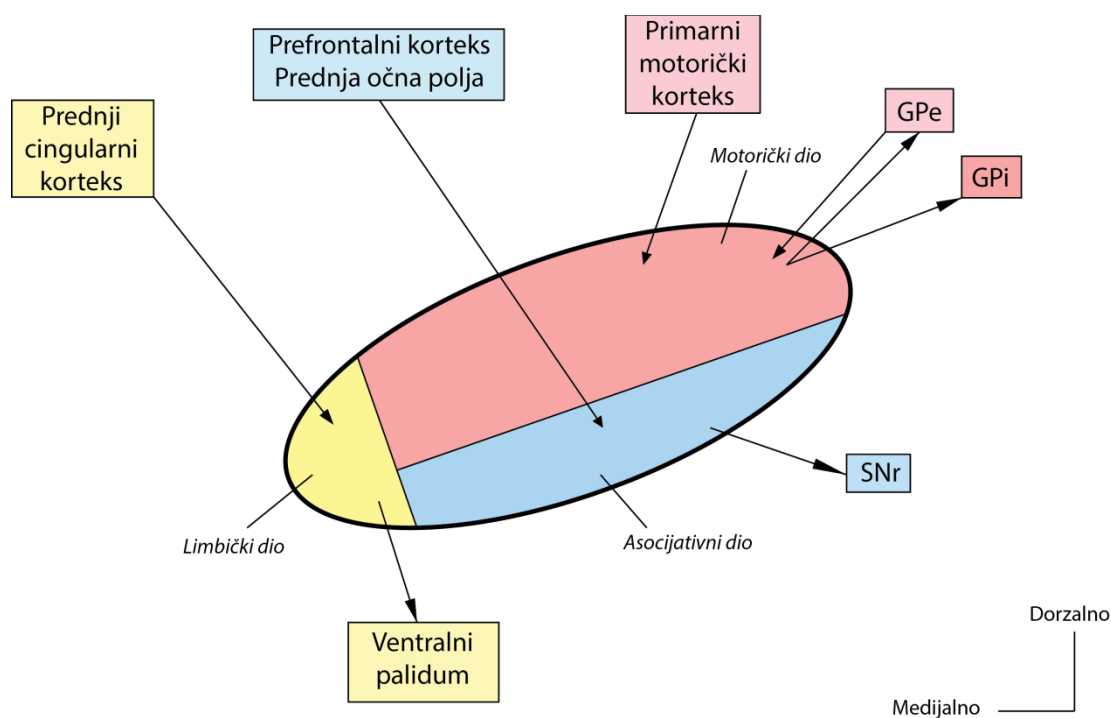 Prefrontalni korteks
Prednja očna polja
Primarni
motorički
korteks
Prednji
cingularni
korteks
GPe
Motorički dio
GPi
SNr
Limbički dio
Asocijativni dio
Ventralni
palidum
Dorzalno
Medijalno